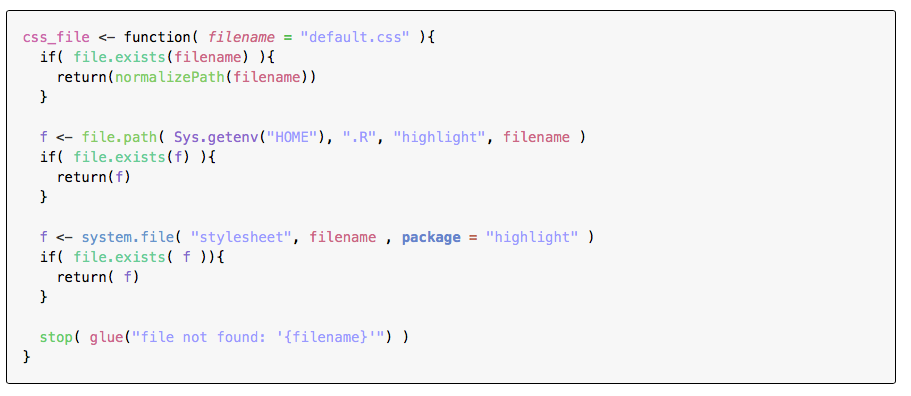 css_file <- function( filename = "default.css" ){
  if( file.exists(filename) ){
    return(normalizePath(filename))
  }

  f <- file.path( Sys.getenv("HOME"), ".R", "highlight", filename )
  if( file.exists(f) ){
    return(f)
  }

  f <- system.file( "stylesheet", filename , package = "highlight" )
  if( file.exists( f )){
    return( f)
  }

  stop( glue("file not found: '{filename}'") )
}